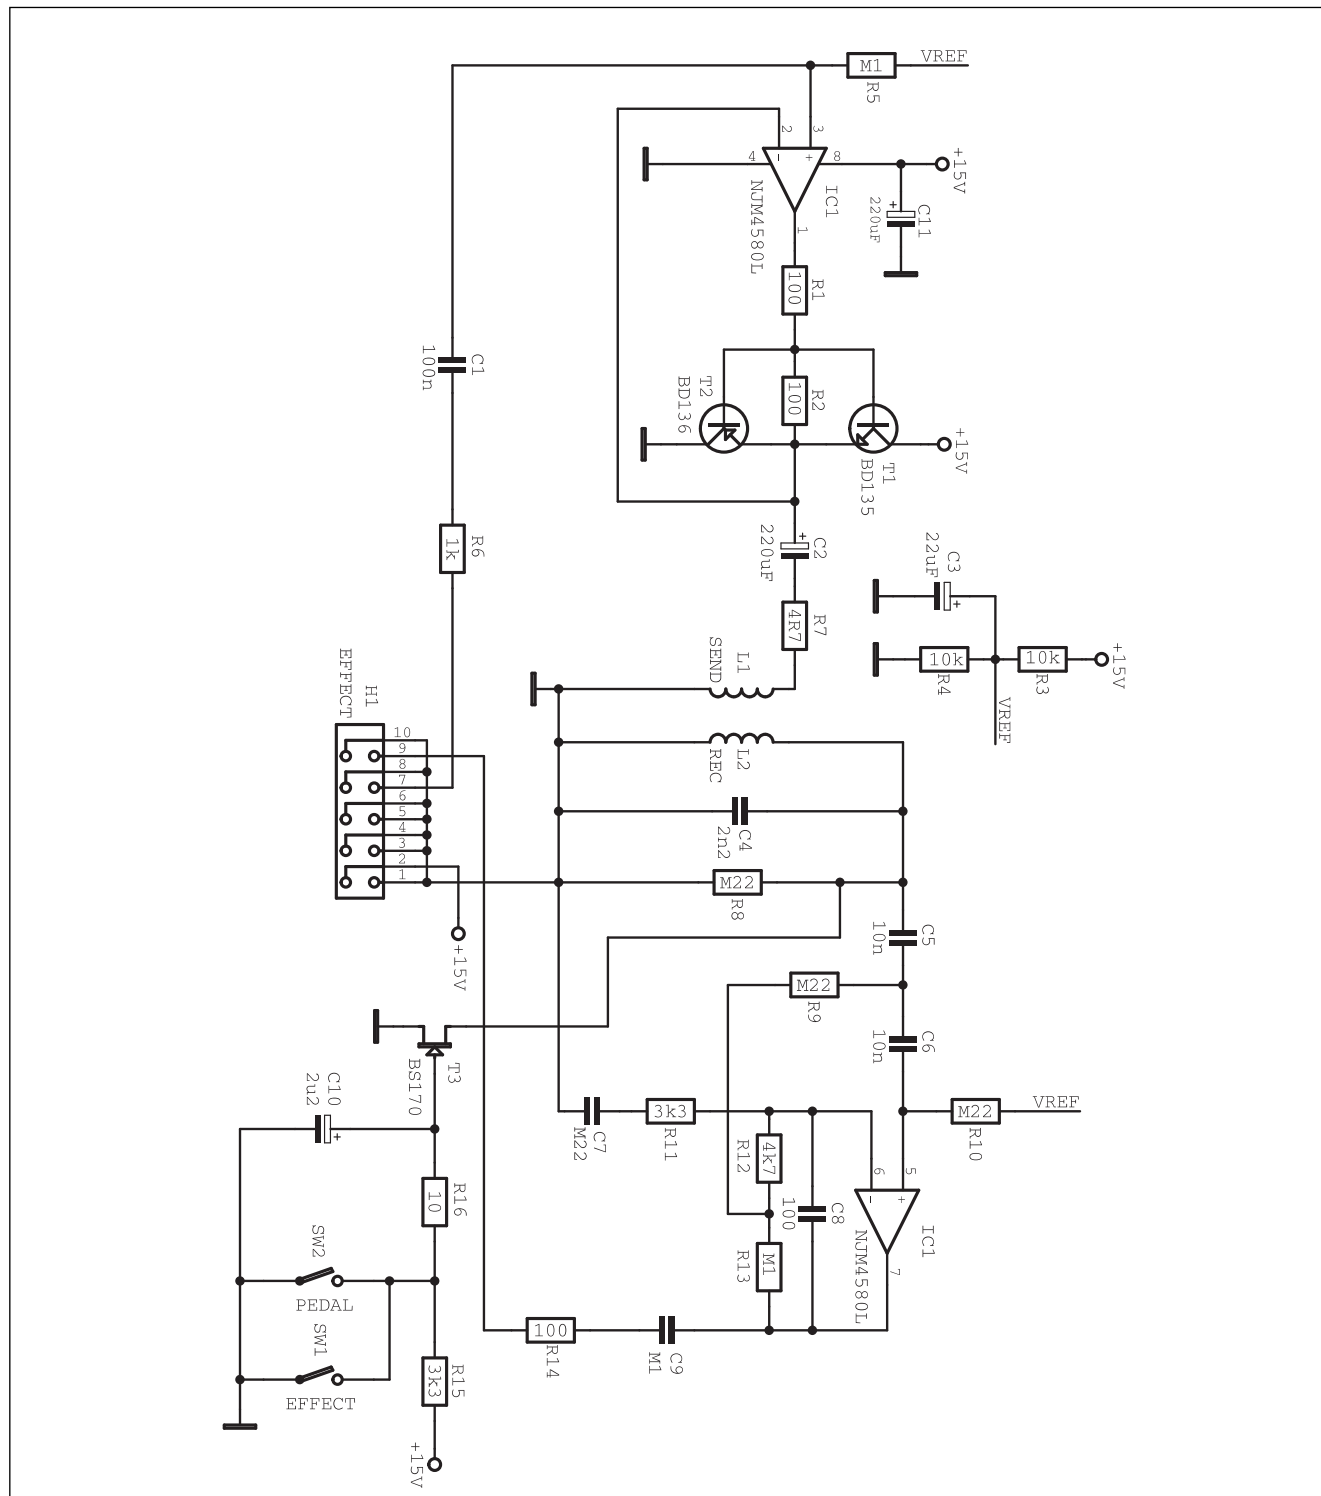 M1
VREF
R5
2
3
4
8
-
+
+15V
IC1
NJM4580L
C11
220uF
+
1
R1
100
C1
100n
T2
BD136
R2
100
+15V
T1
BD135
R6
1k
C2
220uF
+
C3
22uF
+
R7
4R7
L1
SEND
10k
R4
10k
R3
+15V
VREF
H1
EFFECT
10
9
8
7
6
5
4
3
2
1
L2
REC
C4
2n2
M22
R8
+15V
C5
10n
M22
R9
C6
10n
T3
BS170
C10
2u2
+
C7
M22
3k3
R11
M22
R10
VREF
R12
4k7
6
5
-
+
IC1
NJM4580L
7
C8
100
R13
M1
R16
10
SW2
PEDAL
SW1
EFFECT
R15
3k3
+15V
100
R14
C9
M1